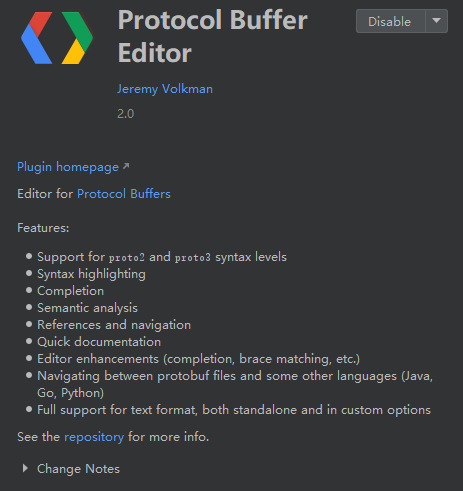 Protocol Buffer
Editor
Disable
Jeremy Volkman
2.0
Plugin homepage ↗
Editor for Protocol Buffers
Features:
• Support for proto2 and proto3 syntax levels
• Syntax highlighting
• Completion
• Semantic analysis
• References and navigation
• Quick documentation
• Editor enhancements (completion, brace matching, etc.)
• Navigating between protobuf files and some other languages (Java,
Go, Python)
• Full support for text format, both standalone and in custom options
See the repository for more info.
Change Notes